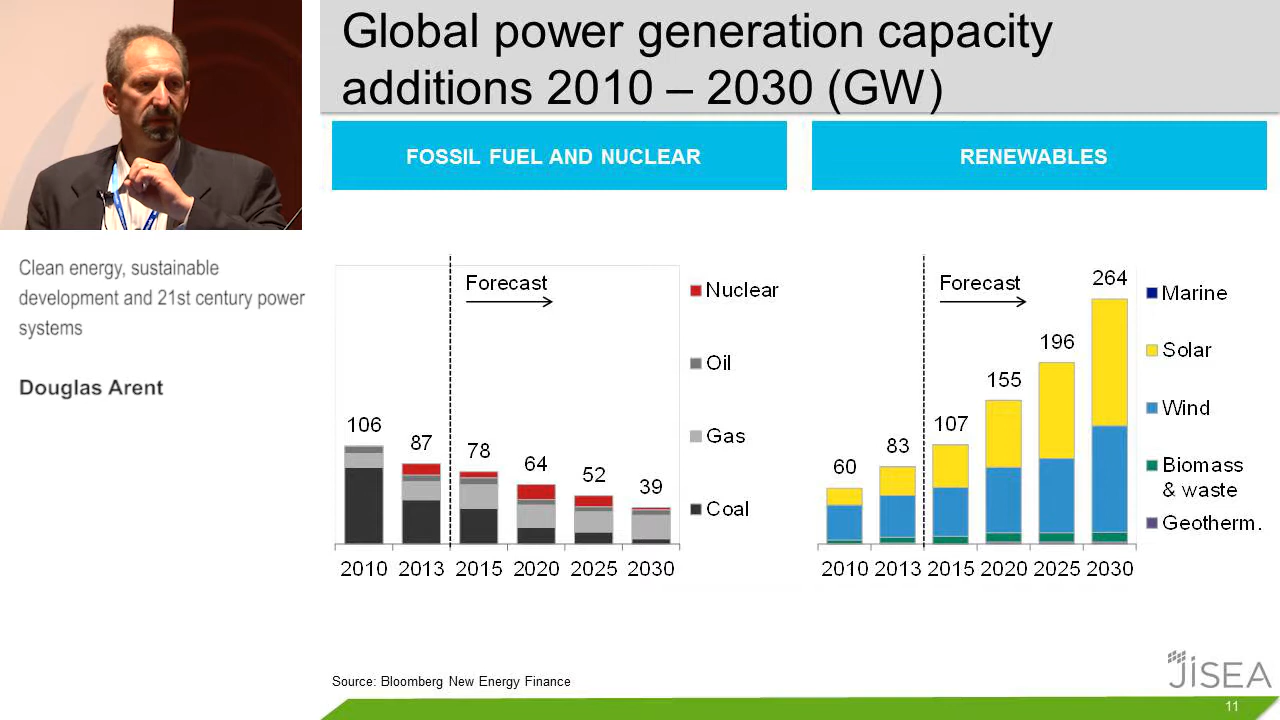 Global power generation capacity
additions 2010 – 2030 (GW)
FOSSIL FUEL AND NUCLEAR
RENEWABLES
Clean energy, sustainable
development and 21st century power
systems
Douglas Arent
Forecast
106
87
78
64
52
39
2010 2013 2015 2020 2025 2030
Nuclear
Oil
Gas
Coal
Forecast
60
83
107
155
196
264
2010 2013 2015 2020 2025 2030
Marine
Solar
Wind
Biomass
& waste
Geotherm.
Source: Bloomberg New Energy Finance
JISEA
11